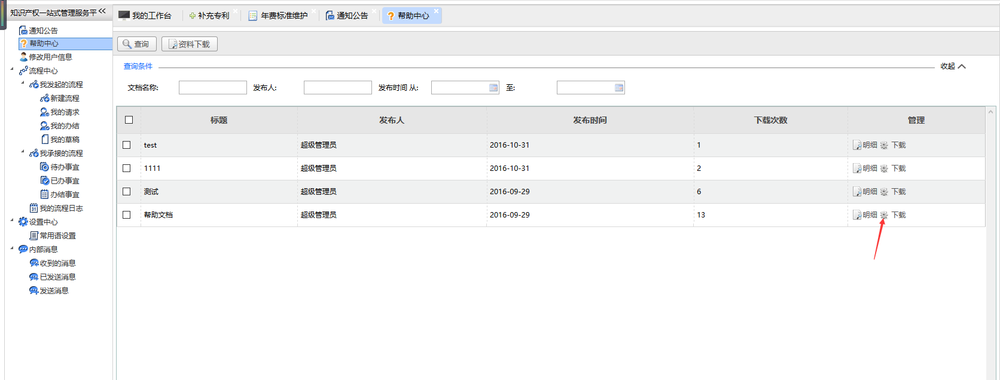 知识产权一站式管理服务平
通知公告
帮助中心
修改用户信息
流程中心
我发起的流程
新建流程
我的请求
我的办结
我的草稿
我承接的流程
待办事宜
已办事宜
办结事宜
我的流程日志
设置中心
常用语设置
内部消息
收到的消息
已发送消息
发送消息
我的工作台 补充专利 年费标准维护 通知公告 帮助中心
查询 资料下载
查询条件 收起
文档名称: 发布人: 发布时间 从: 至:
标题 发布人 发布时间 下载次数 管理
test 超级管理员 2016-10-31 1 明细 下载
1111 超级管理员 2016-10-31 2 明细 下载
测试 超级管理员 2016-09-29 6 明细 下载
帮助文档 超级管理员 2016-09-29 13 明细 下载